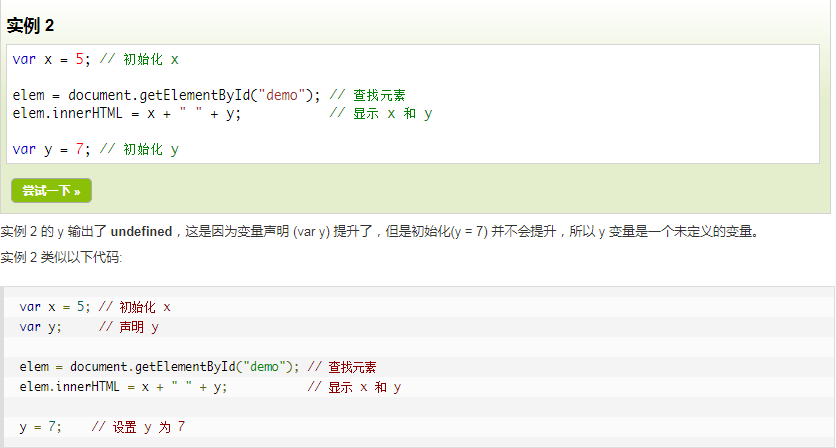 实例 2
var x = 5; // 初始化 x
elem = document.getElementById("demo"); // 查找元素
elem.innerHTML = x + " " + y;           // 显示 x 和 y
var y = 7; // 初始化 y
尝试一下 »
实例 2 的 y 输出了 undefined，这是因为变量声明 (var y) 提升了，但是初始化(y = 7) 并不会提升，所以 y 变量是一个未定义的变量。
实例 2 类似以下代码:
var x = 5; // 初始化 x
var y;     // 声明 y
elem = document.getElementById("demo"); // 查找元素
elem.innerHTML = x + " " + y;           // 显示 x 和 y
y = 7;    // 设置 y 为 7